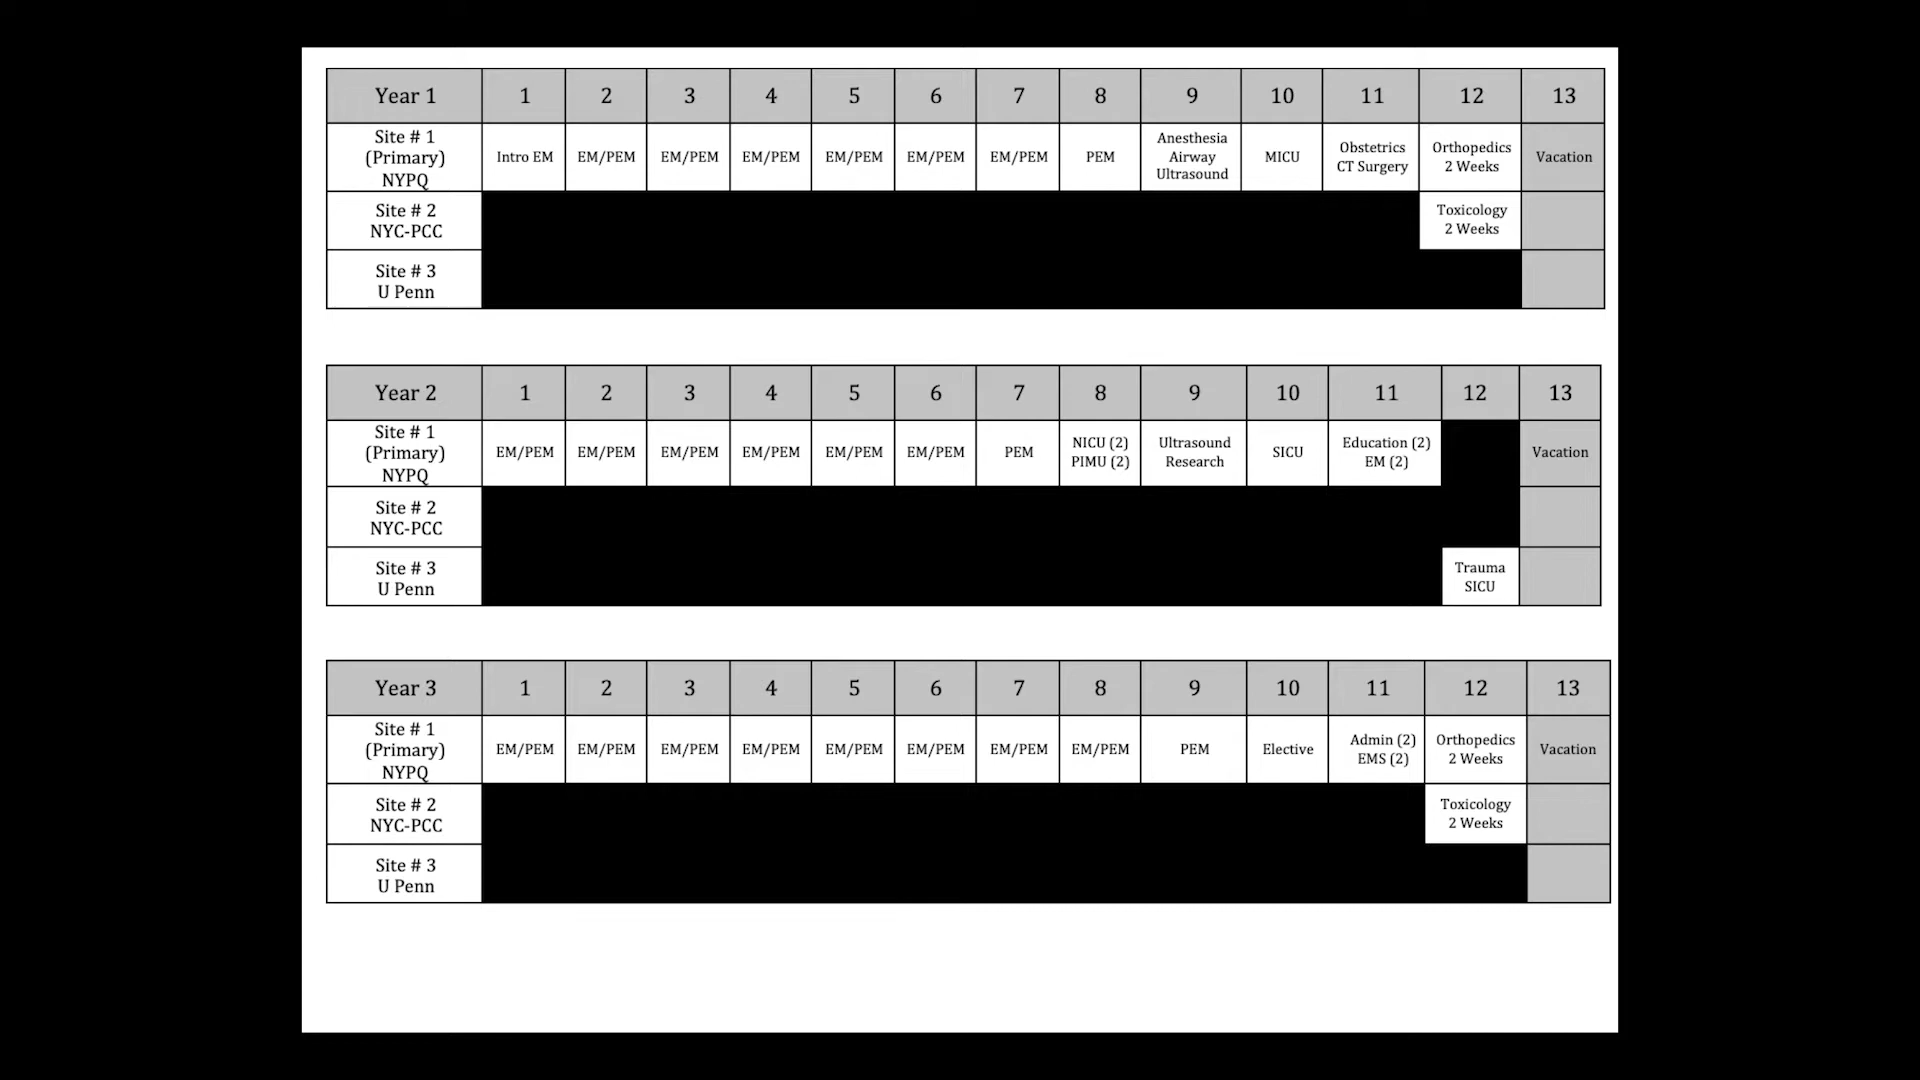 Year 1 1 2 3 4 5 6 7 8 9 10 11 12 13
Site # 1
(Primary)
NYPQ
Intro EM
EM/PEM
EM/PEM
EM/PEM
EM/PEM
EM/PEM
EM/PEM
PEM
Anesthesia
Airway
Ultrasound
MICU
Obstetrics
CT Surgery
Orthopedics
2 Weeks
Vacation
Site # 2
NYC-PCC
Toxicology
2 Weeks
Site # 3
U Penn
Year 2 1 2 3 4 5 6 7 8 9 10 11 12 13
Site # 1
(Primary)
NYPQ
EM/PEM
EM/PEM
EM/PEM
EM/PEM
EM/PEM
EM/PEM
PEM
NICU (2)
PIMU (2)
Ultrasound
Research
SICU
Education (2)
EM (2)
Vacation
Site # 2
NYC-PCC
Site # 3
U Penn
Trauma
SICU
Year 3 1 2 3 4 5 6 7 8 9 10 11 12 13
Site # 1
(Primary)
NYPQ
EM/PEM
EM/PEM
EM/PEM
EM/PEM
EM/PEM
EM/PEM
EM/PEM
EM/PEM
PEM
Elective
Admin (2)
EMS (2)
Orthopedics
2 Weeks
Vacation
Site # 2
NYC-PCC
Toxicology
2 Weeks
Site # 3
U Penn